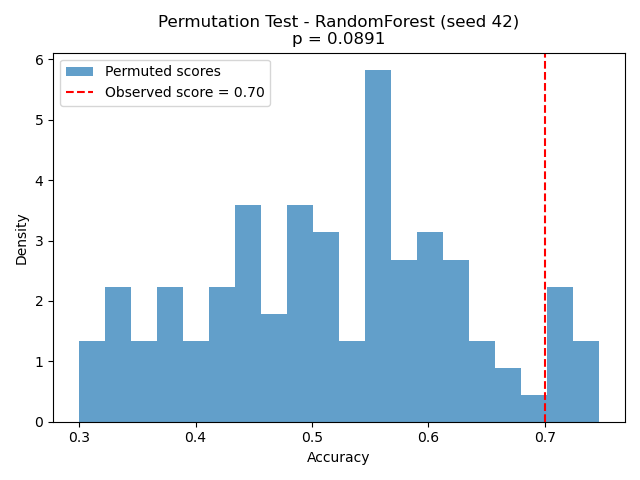 Permutation Test - RandomForest (seed 42)
p = 0.0891
Permuted scores
Observed score = 0.70
Density
6
5
4
3
2
1
0
0.3 0.4 0.5 0.6 0.7
Accuracy